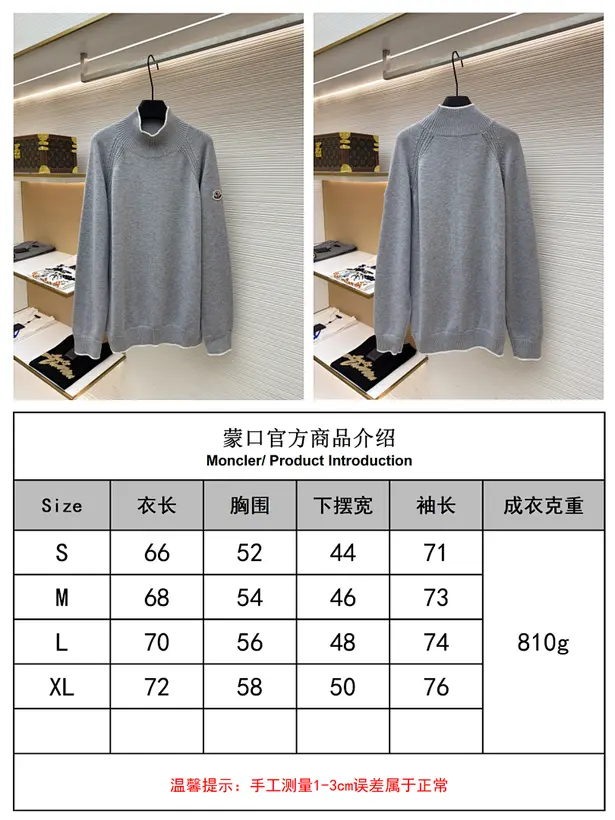 蒙口官方商品介绍
Moncler/ Product Introduction
Size 衣长 胸围 下摆宽 袖长 成衣克重
S 66 52 44 71
M 68 54 46 73
L 70 56 48 74
XL 72 58 50 76
810g
温馨提示：手工测量1-3cm误差属于正常